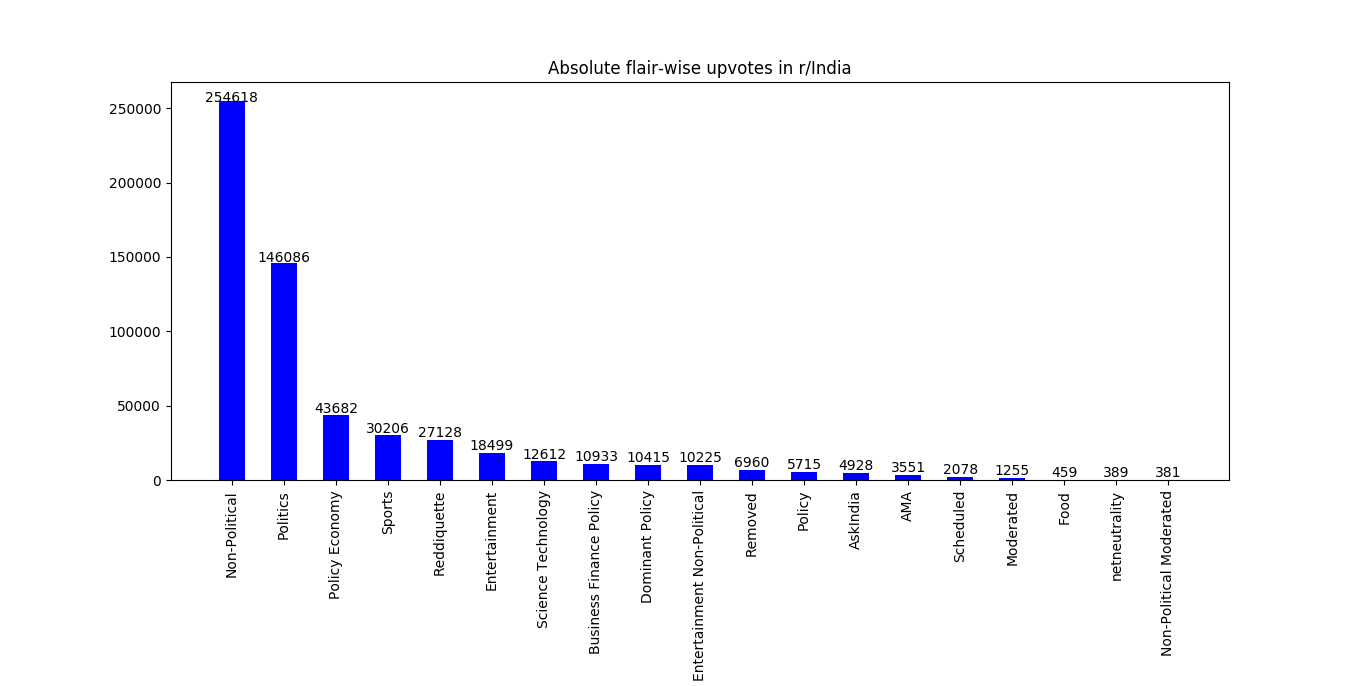 Absolute flair-wise upvotes in r/India
250000
200000
150000
100000
50000
0
254618
146086
43682
30206
27128
18499
12612
10933
10415
10225
6960
5715
4928
3551
2078
1255
459
389
381
Non-Political
Politics
Policy Economy
Sports
Reddiquette
Entertainment
Science Technology
Business Finance Policy
Dominant Policy
Entertainment Non-Political
Removed
Policy
AskIndia
AMA
Scheduled
Moderated
Food
netneutrality
Non-Political Moderated